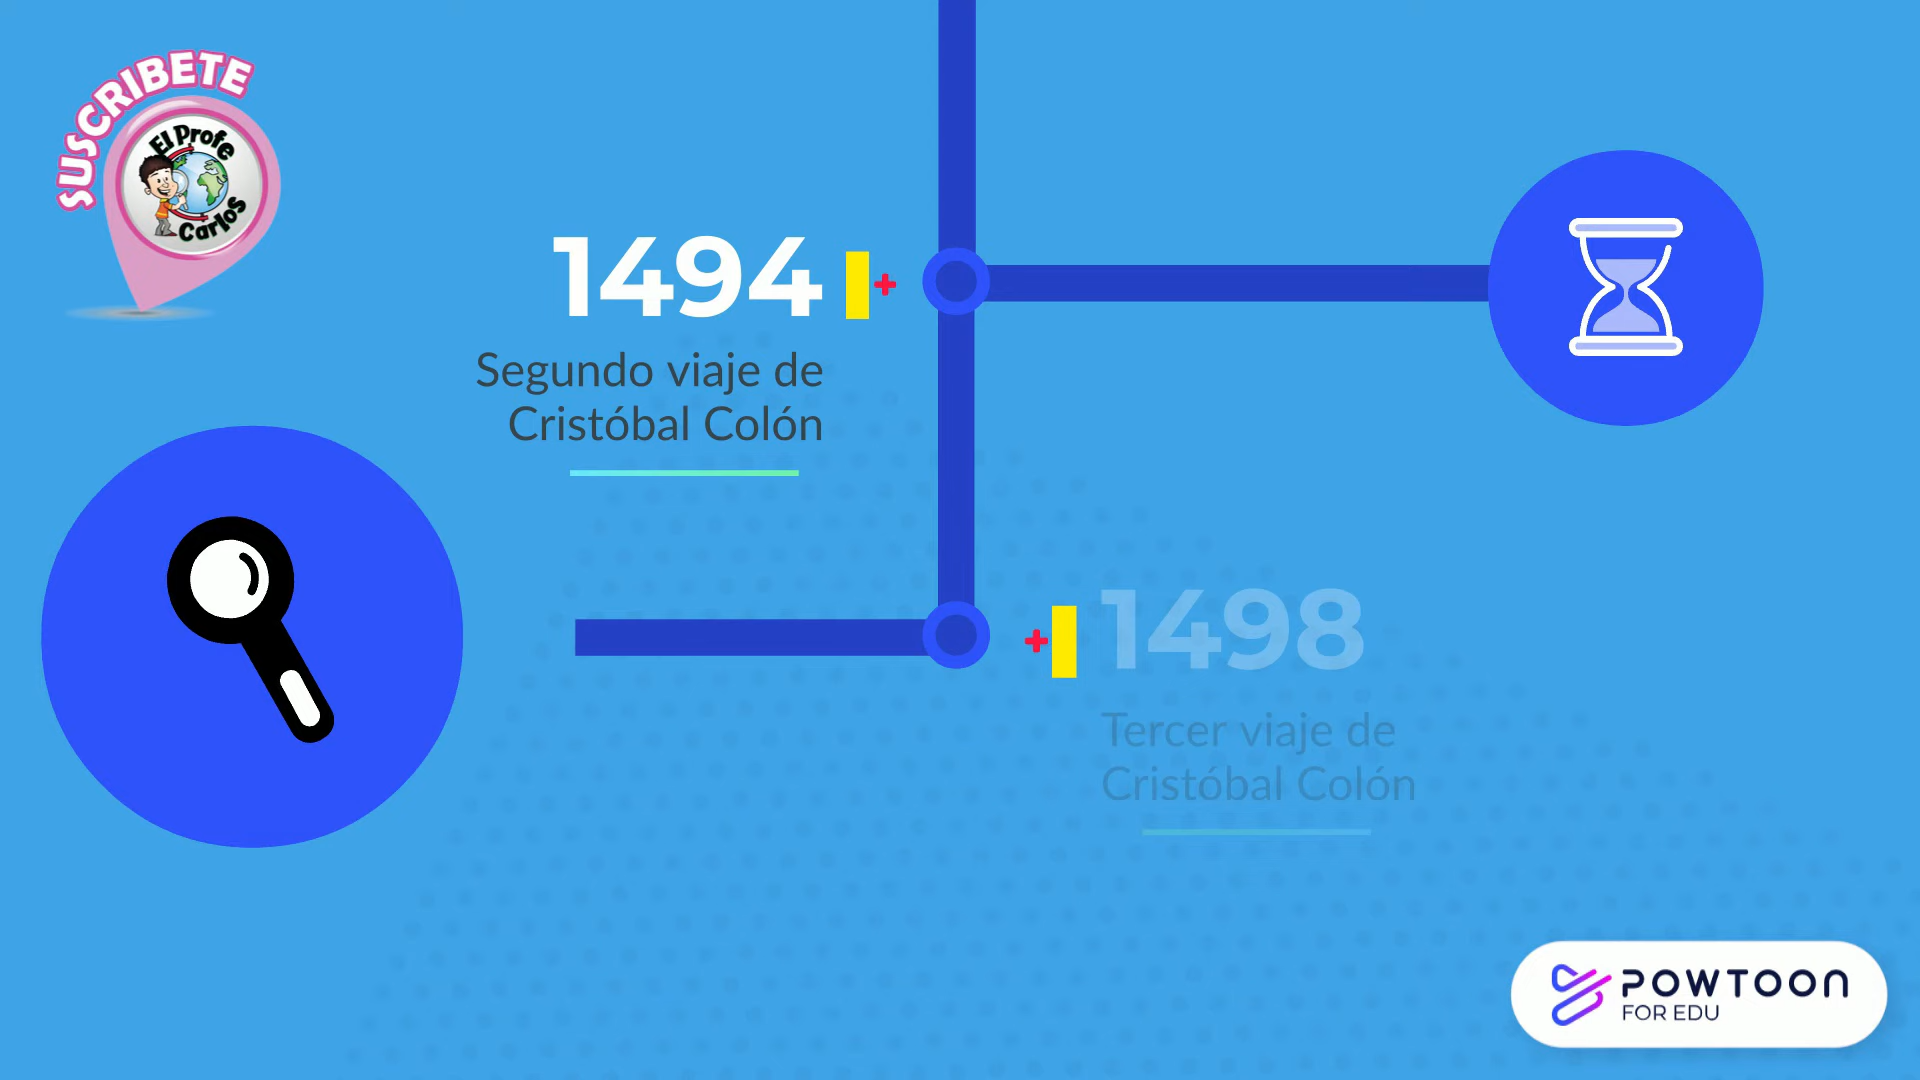 SUSCRIBETE
El Profe
Carlos
1494
Segundo viaje de
Cristóbal Colón
1498
Tercer viaje de
Cristóbal Colón
POWTOON
FOR EDU